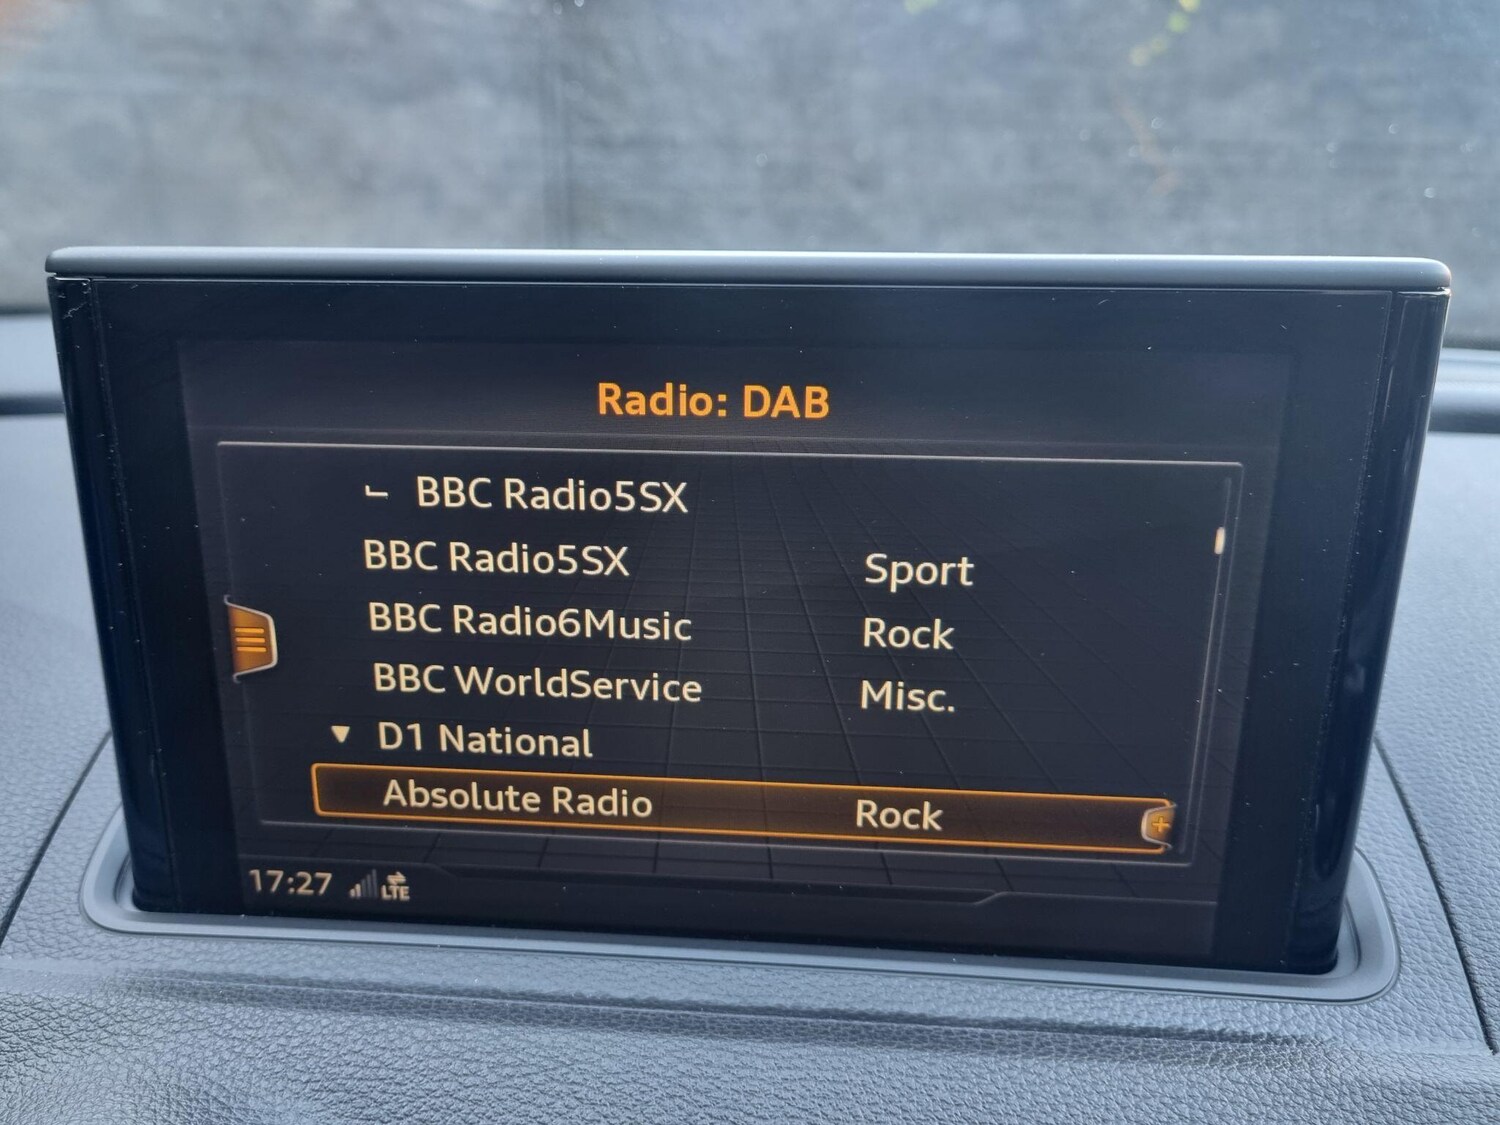 Radio: DAB
BBC Radio5SX
BBC Radio5SX Sport
BBC Radio6Music Rock
BBC WorldService Misc.
D1 National
Absolute Radio Rock
17:27 LTE